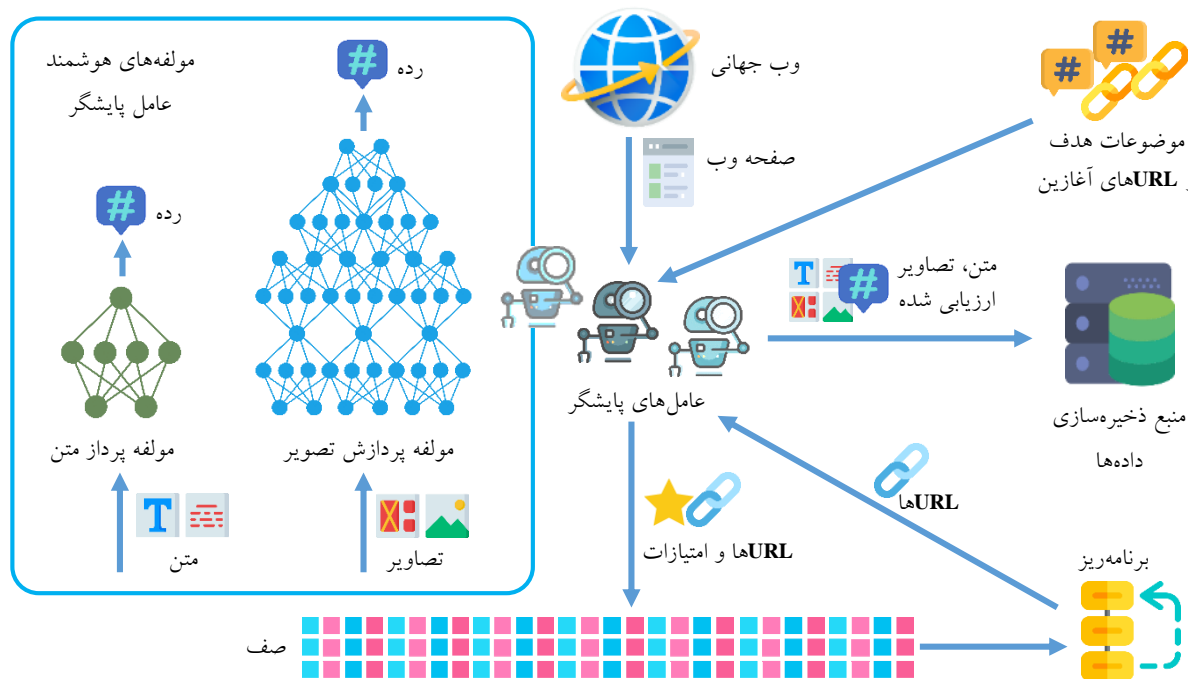 مولفه‌های هوشمند
عامل پایشگر
رده
رده
مولفه پرداز متن
مولفه پردازش تصویر
متن
تصاویر
وب جهانی
صفحه وب
موضوعات هدف
و URLهای آغازین
متن، تصاویر
ارزیابی شده
عامل‌های پایشگر
منبع ذخیره‌سازی
داده‌ها
URLها
URLها و امتیازات
برنامه‌ریز
صف